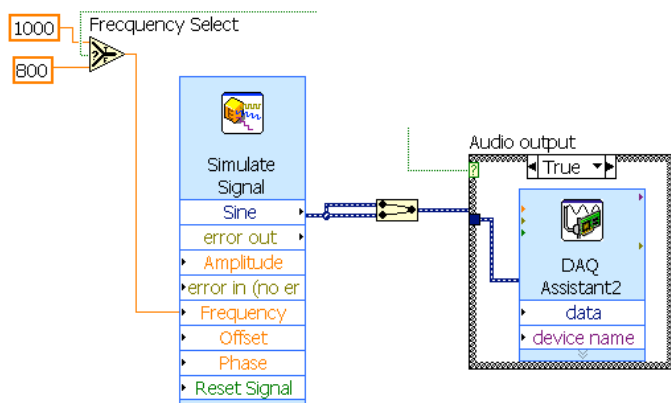 1000
Frecquency Select
?
T
F
800
Simulate
Signal
Sine
error out
Amplitude
error in (no er
Frequency
Offset
Phase
Reset Signal
Audio output
True
?
DAQ
Assistant2
data
device name